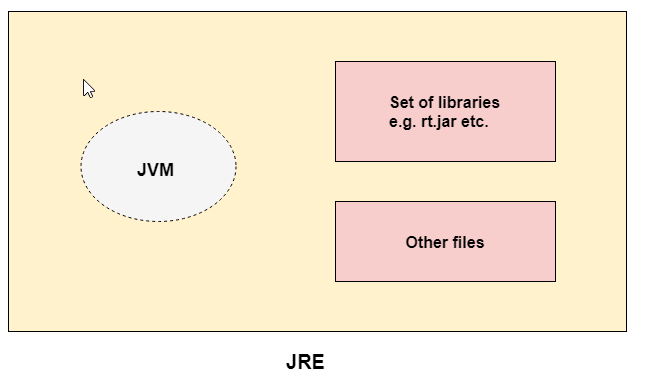 JVM
Set of libraries
e.g. rt.jar etc.
Other files
JRE